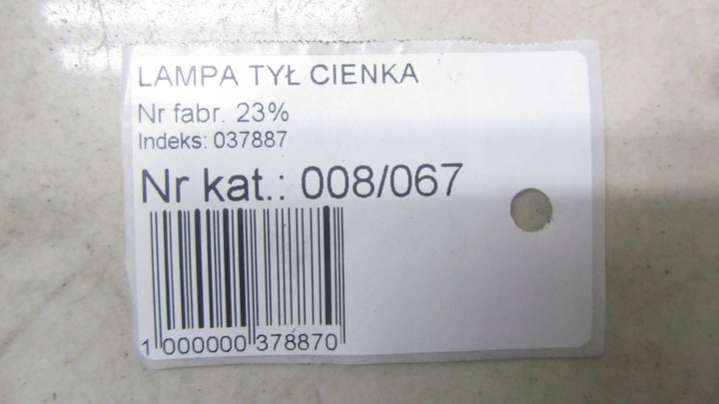 LAMPA TYŁ CIENKA
Nr fabr. 23%
Indeks: 037887
Nr kat.: 008/067
1 000000 378870